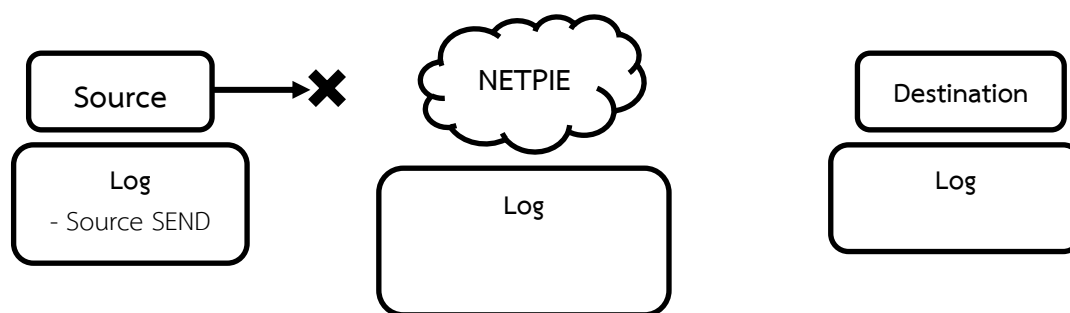 Source
NETPIE
Destination
Log
- Source SEND
Log
Log